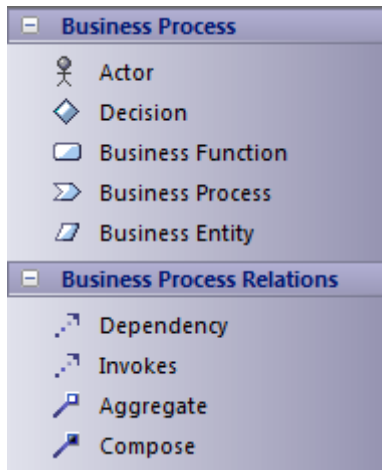 Business Process
Actor
Decision
Business Function
Business Process
Business Entity
Business Process Relations
Dependency
Invokes
Aggregate
Compose